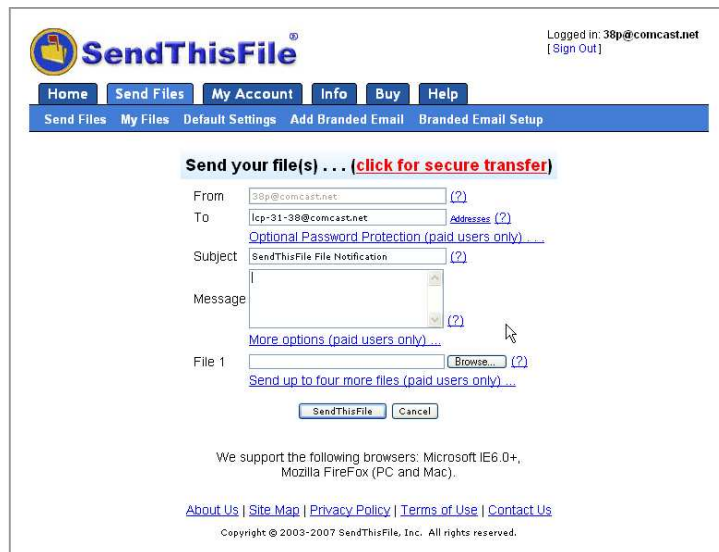 SendThisFile®
Logged in: 38p@comcast.net
[ Sign Out ]
Home Send Files My Account Info Buy Help
Send Files My Files Default Settings Add Branded Email Branded Email Setup
Send your file(s) . . . (click for secure transfer)
From 38p@comcast.net (?)
To lcp-31-38@comcast.net Addresses (?)
Optional Password Protection (paid users only) . . .
Subject SendThisFile File Notification (?)
Message (?)
More options (paid users only) ...
File 1 Browse... (?)
Send up to four more files (paid users only) ...
SendThisFile Cancel
We support the following browsers: Microsoft IE6.0+,
Mozilla FireFox (PC and Mac).
About Us | Site Map | Privacy Policy | Terms of Use | Contact Us
Copyright © 2003-2007 SendThisFile, Inc. All rights reserved.